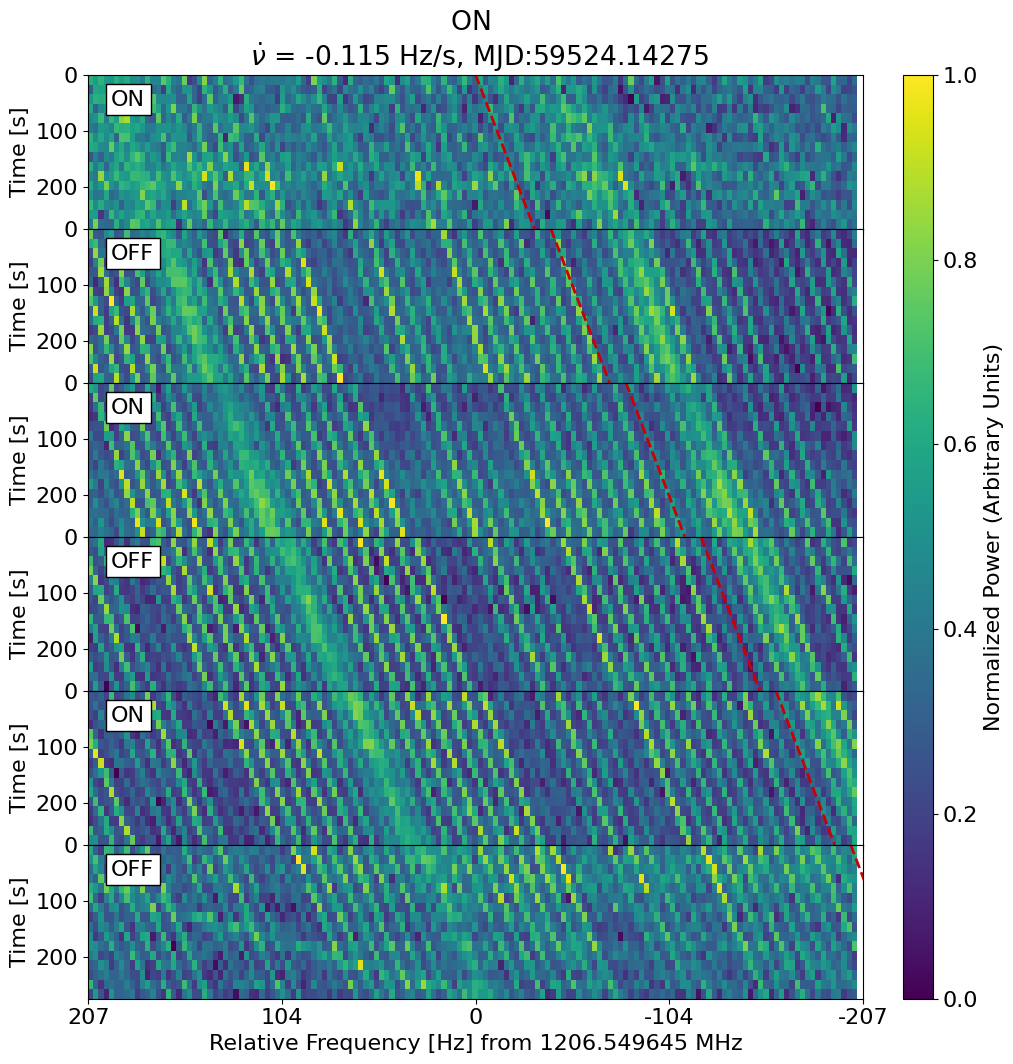 ON
ν̇ = -0.115 Hz/s, MJD:59524.14275
0
100
200
Time [s]
ON
0
100
200
Time [s]
OFF
0
100
200
Time [s]
ON
0
100
200
Time [s]
OFF
0
100
200
Time [s]
ON
0
100
200
Time [s]
OFF
207
104
0
-104
-207
Relative Frequency [Hz] from 1206.549645 MHz
1.0
0.8
0.6
0.4
0.2
0.0
Normalized Power (Arbitrary Units)